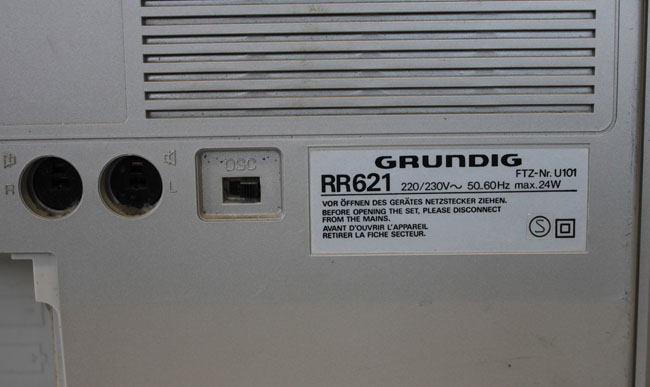 OSC
R
L
GRUNDIG
FTZ-Nr. U101
RR621 220/230V~ 50.60Hz max.24W
VOR ÖFFNEN DES GERÄTES NETZSTECKER ZIEHEN.
BEFORE OPENING THE SET, PLEASE DISCONNECT
FROM THE MAINS.
AVANT D'OUVRIR L'APPAREIL
RETIRER LA FICHE SECTEUR.
S